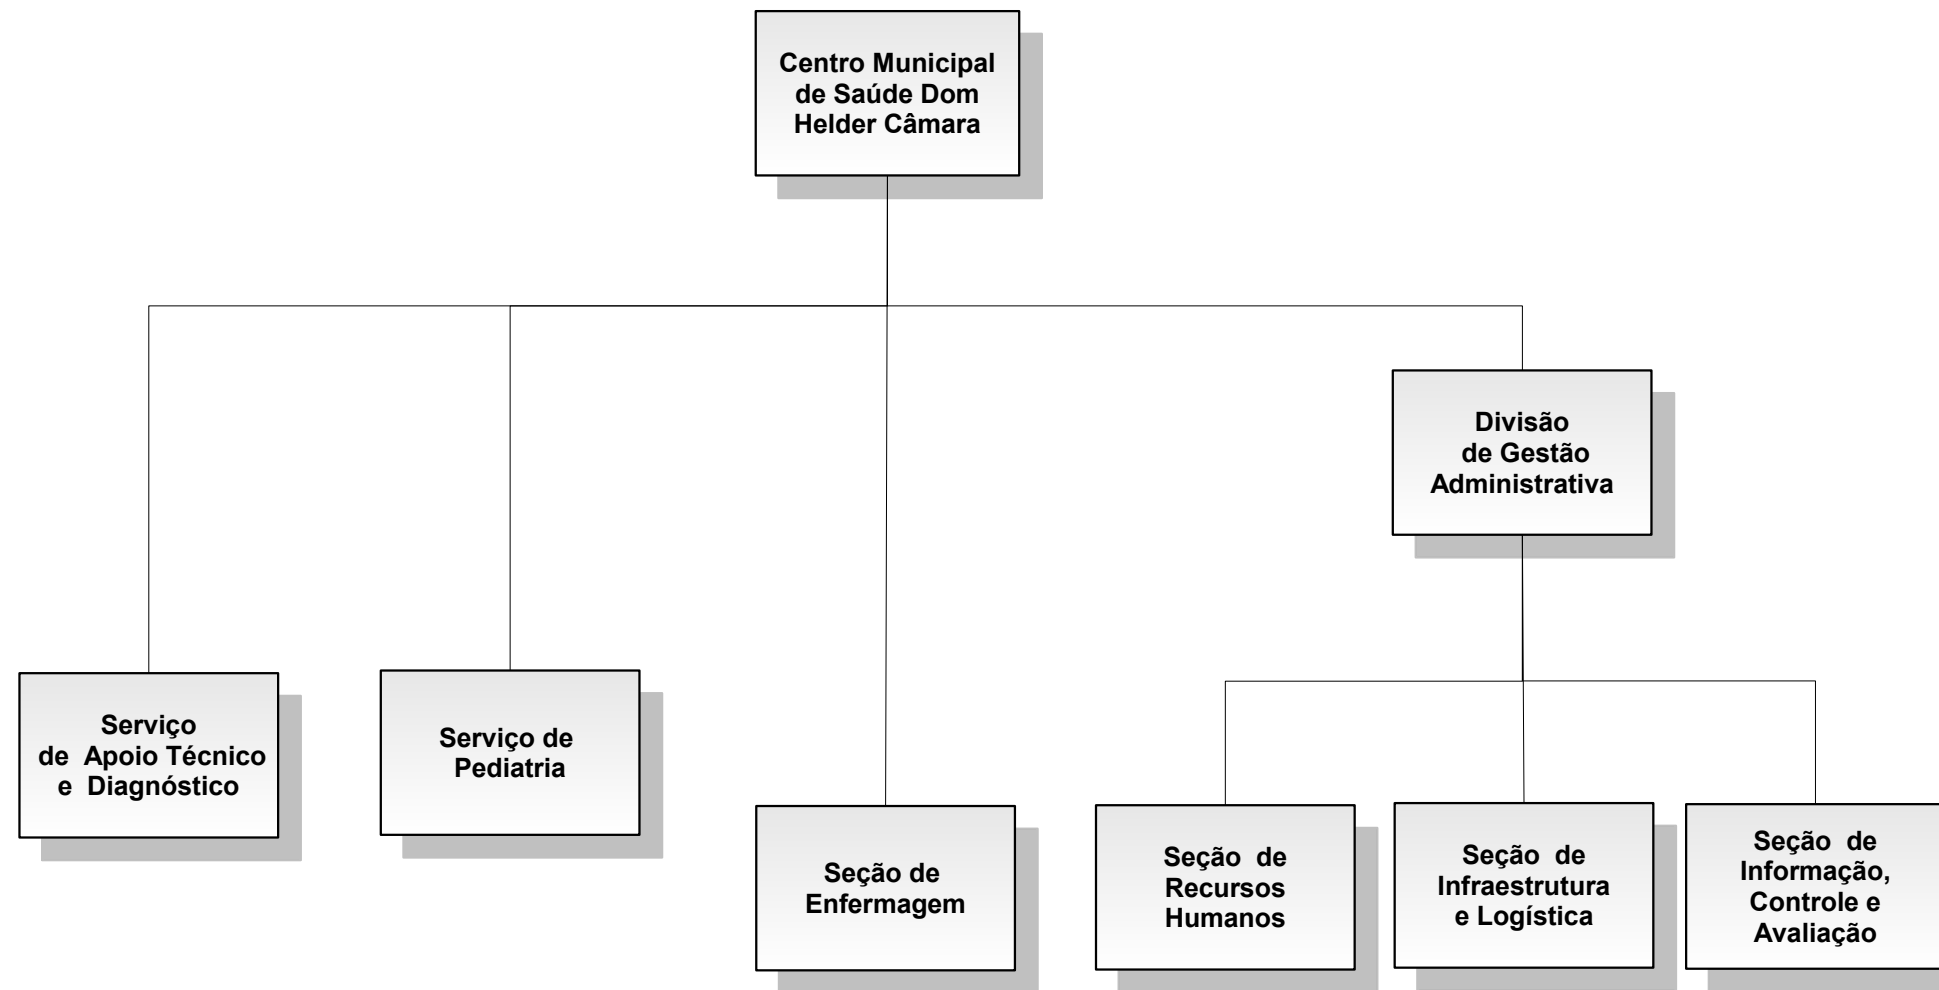 Centro Municipal
de Saúde Dom
Helder Câmara
Divisão
de Gestão
Administrativa
Serviço
de Apoio Técnico
e Diagnóstico
Serviço de
Pediatria
Seção de
Enfermagem
Seção de
Recursos
Humanos
Seção de
Infraestrutura
e Logística
Seção de
Informação,
Controle e
Avaliação